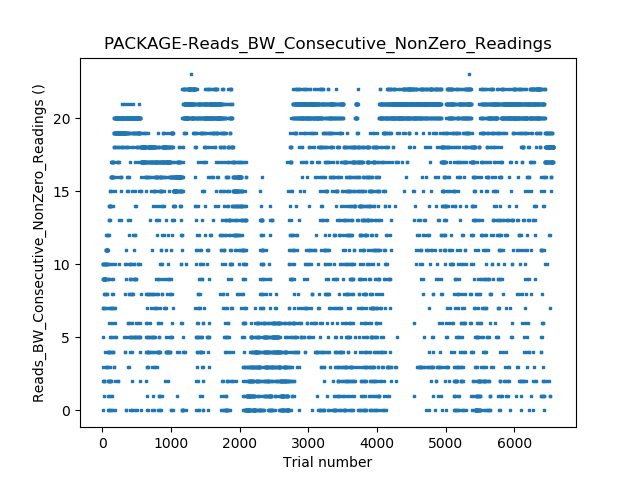 PACKAGE-Reads_BW_Consecutive_NonZero_Readings
Reads_BW_Consecutive_NonZero_Readings ()
20
15
10
5
0
0 1000 2000 3000 4000 5000 6000
Trial number